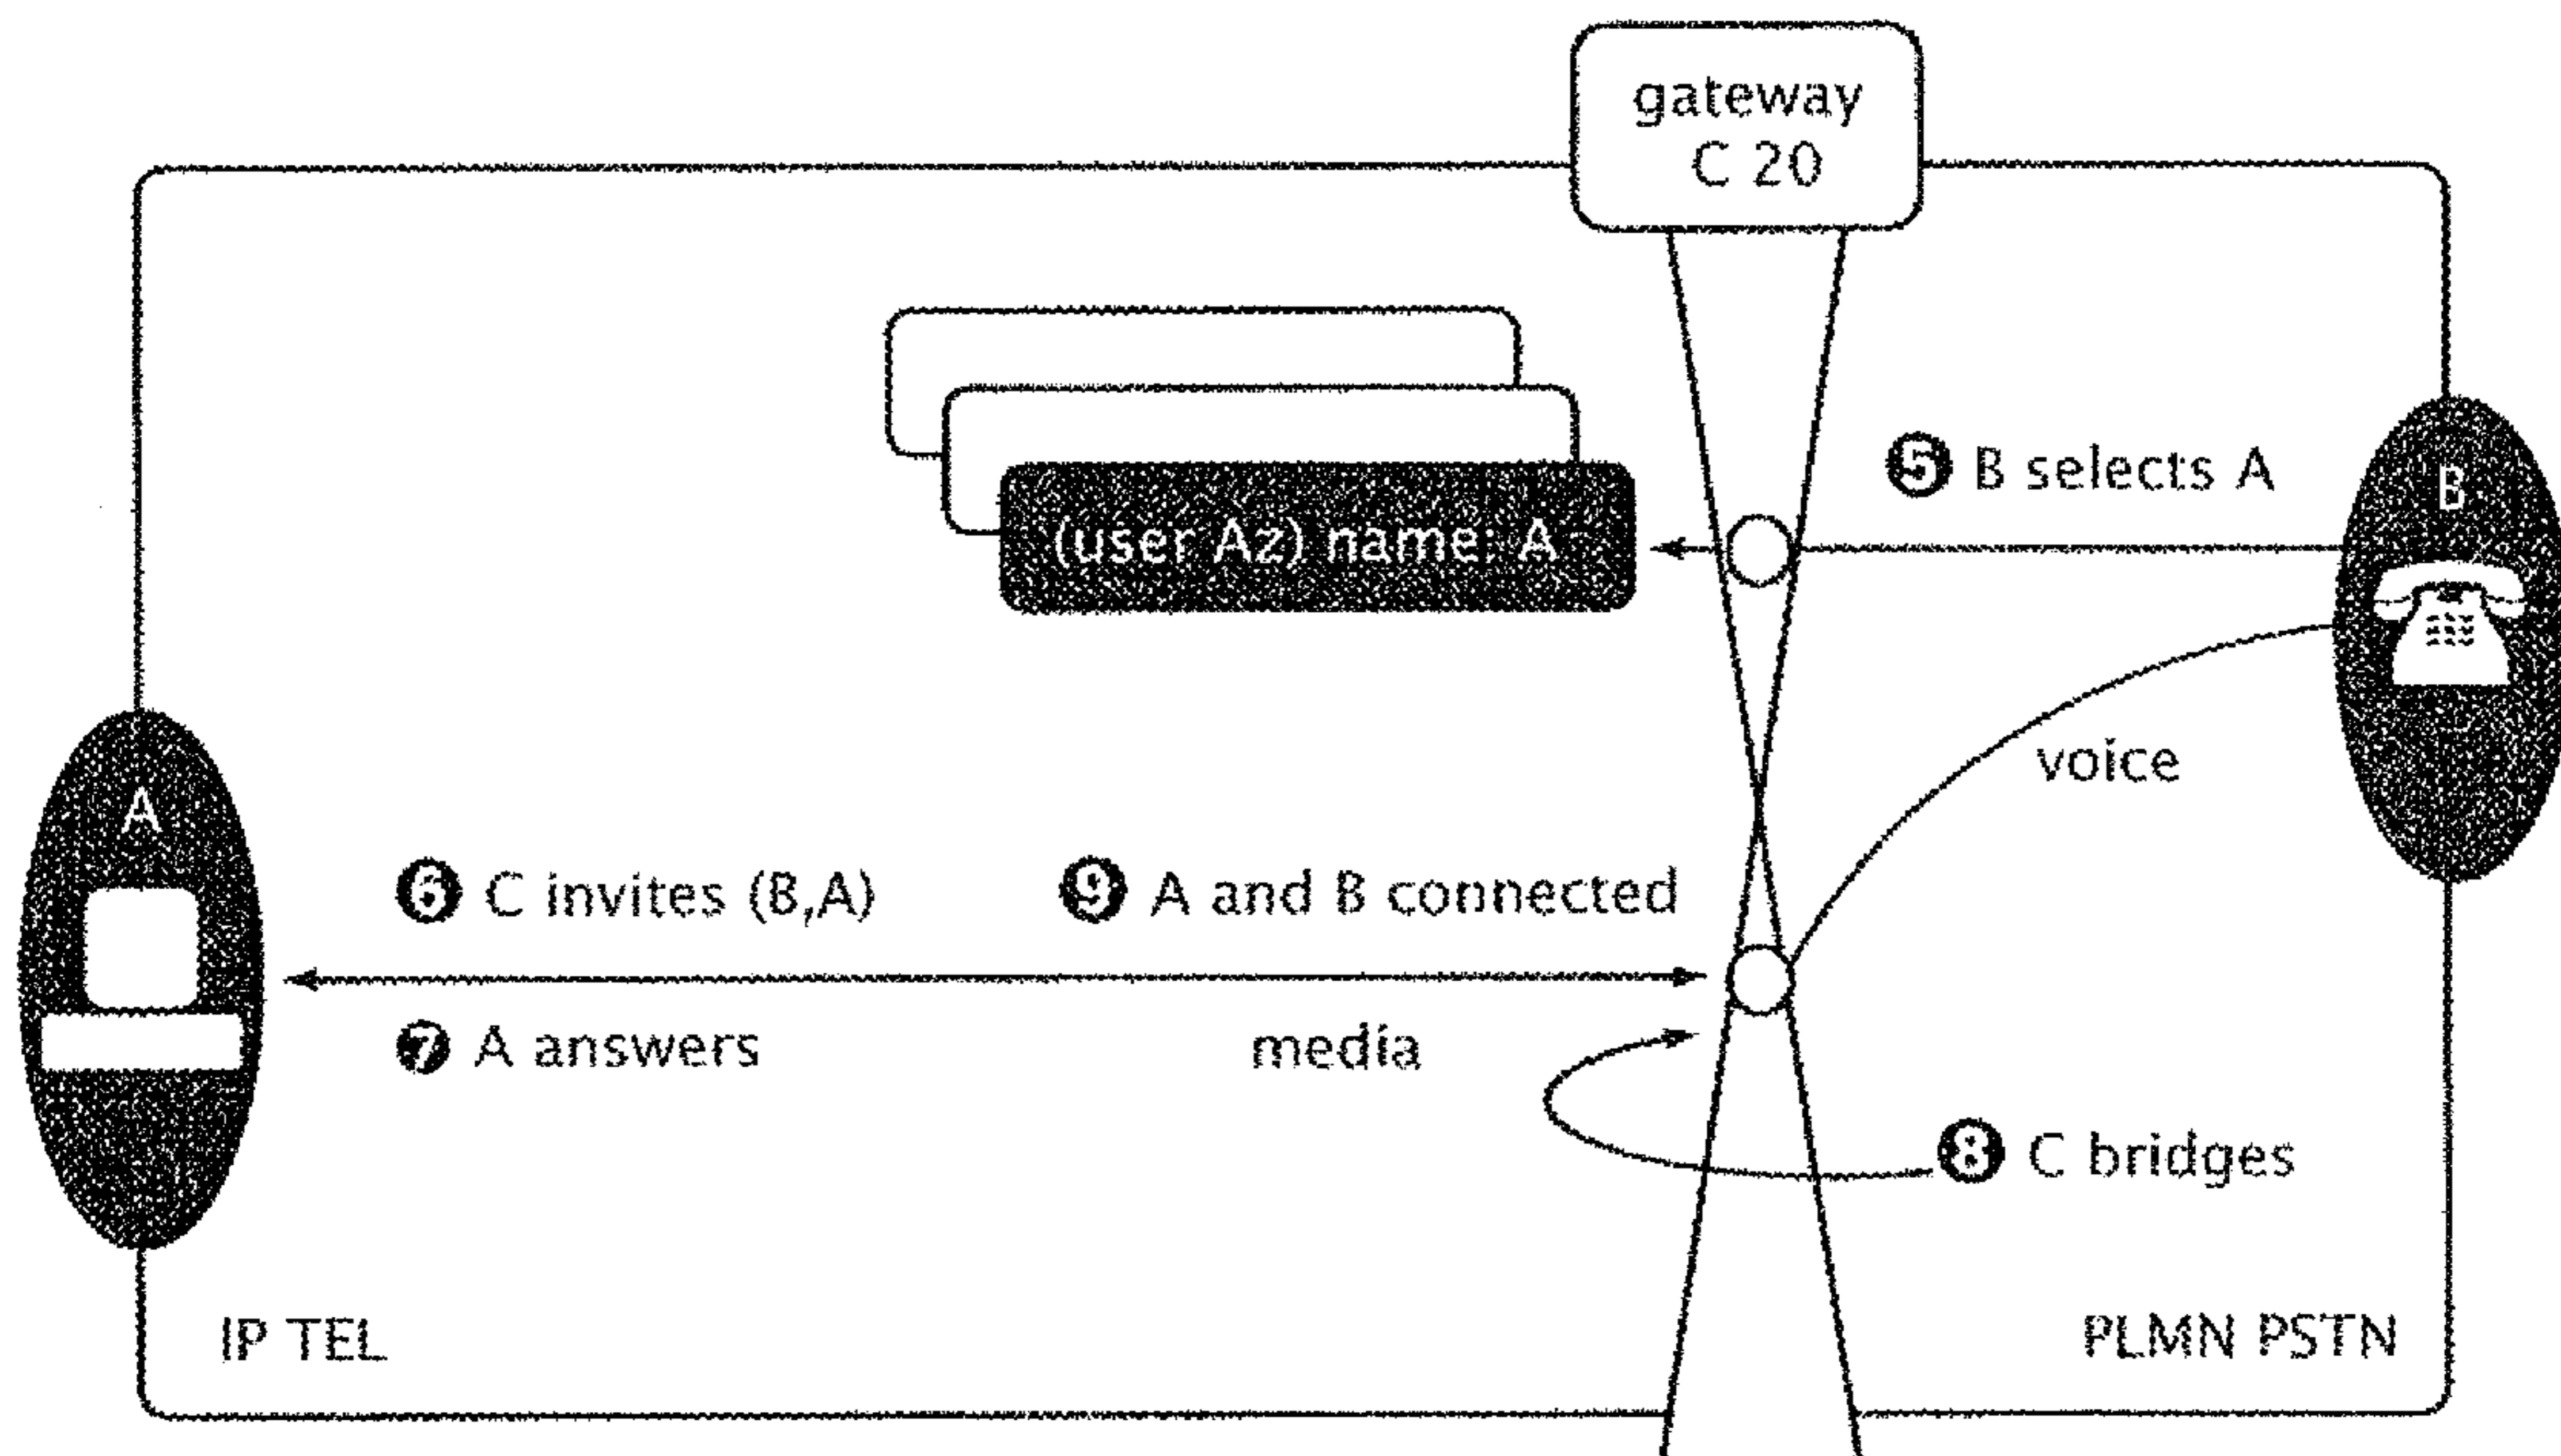 gateway
C 20
(user Az) name: A
⑤ B selects A
B
voice
A
⑥ C invites (B,A)
⑨ A and B connected
⑦ A answers
media
⑧ C bridges
IP TEL
PLMN PSTN